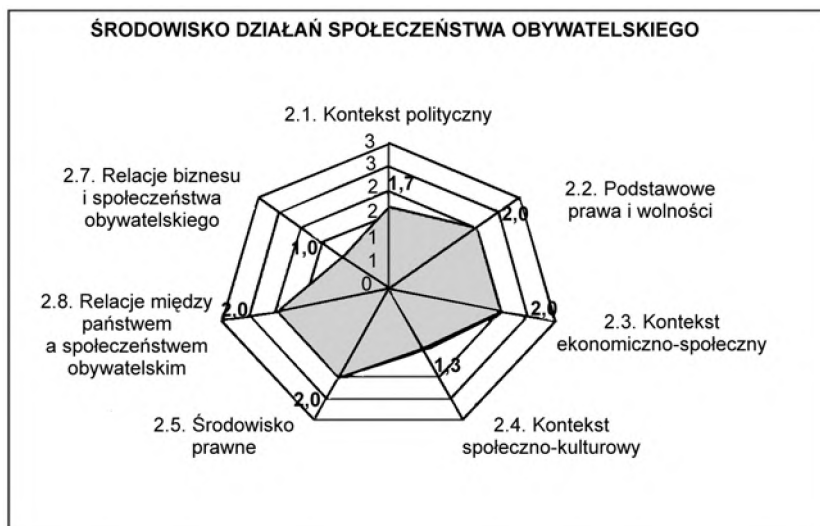 ŚRODOWISKO DZIAŁAŃ SPOŁECZEŃSTWA OBYWATELSKIEGO
2.1. Kontekst polityczny
3
3
2
2
1
1
0
1,7
2.2. Podstawowe
prawa i wolności
2,0
2.3. Kontekst
ekonomiczno-społeczny
2,0
2.4. Kontekst
społeczno-kulturowy
1,3
2.5. Środowisko
prawne
2,0
2.8. Relacje między
państwem
a społeczeństwem
obywatelskim
2,0
2.7. Relacje biznesu
i społeczeństwa
obywatelskiego
1,0